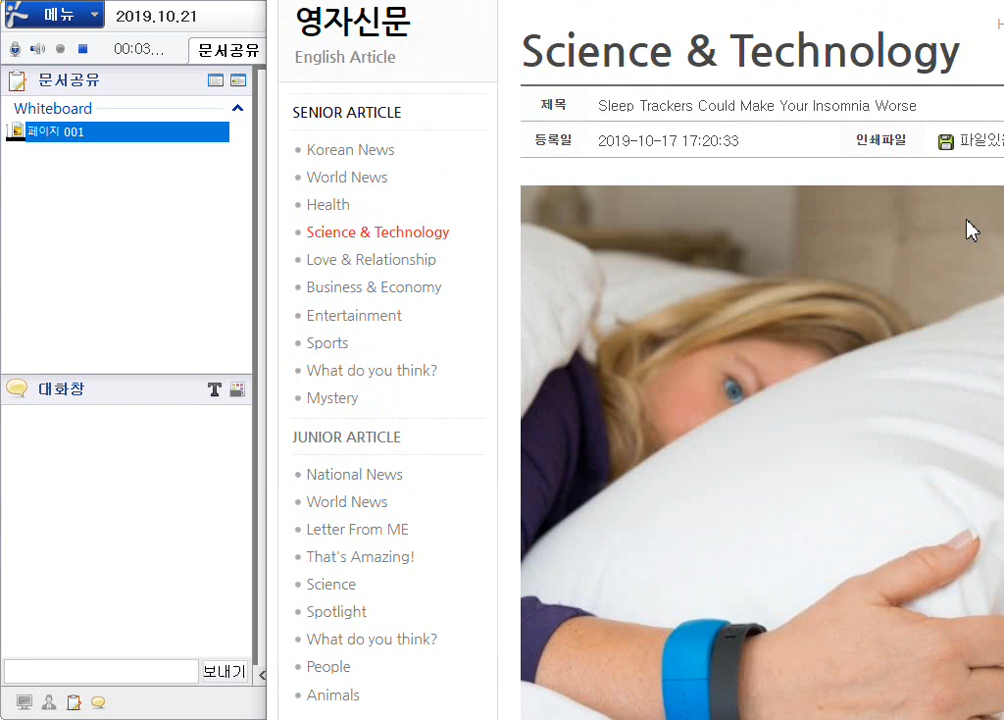 메뉴
2019.10.21
00:03...
문서공유
문서공유
Whiteboard
페이지 001
대화창
T
보내기
영자신문
English Article
SENIOR ARTICLE
Korean News
World News
Health
Science & Technology
Love & Relationship
Business & Economy
Entertainment
Sports
What do you think?
Mystery
JUNIOR ARTICLE
National News
World News
Letter From ME
That's Amazing!
Science
Spotlight
What do you think?
People
Animals
Science & Technology
제목 Sleep Trackers Could Make Your Insomnia Worse
등록일 2019-10-17 17:20:33 인쇄파일